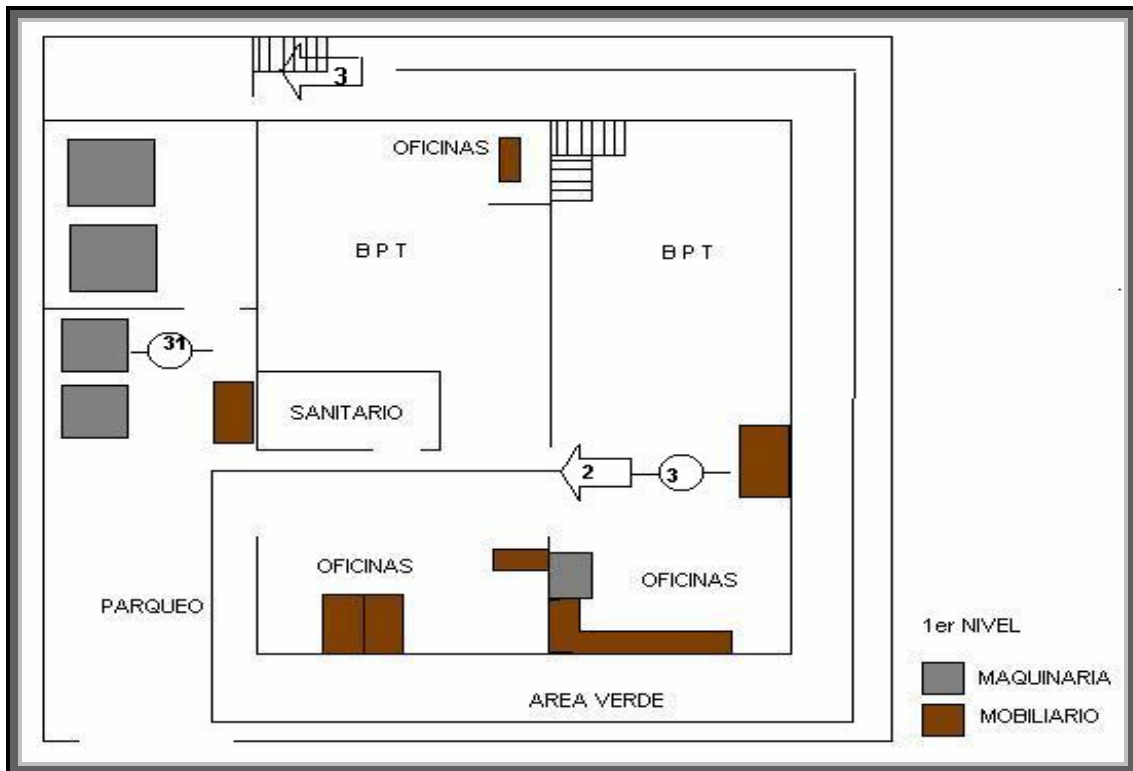 3
OFICINAS
B P T
B P T
31
SANITARIO
2
3
OFICINAS
OFICINAS
PARQUEO
1er NIVEL
MAQUINARIA
AREA VERDE
MOBILIARIO